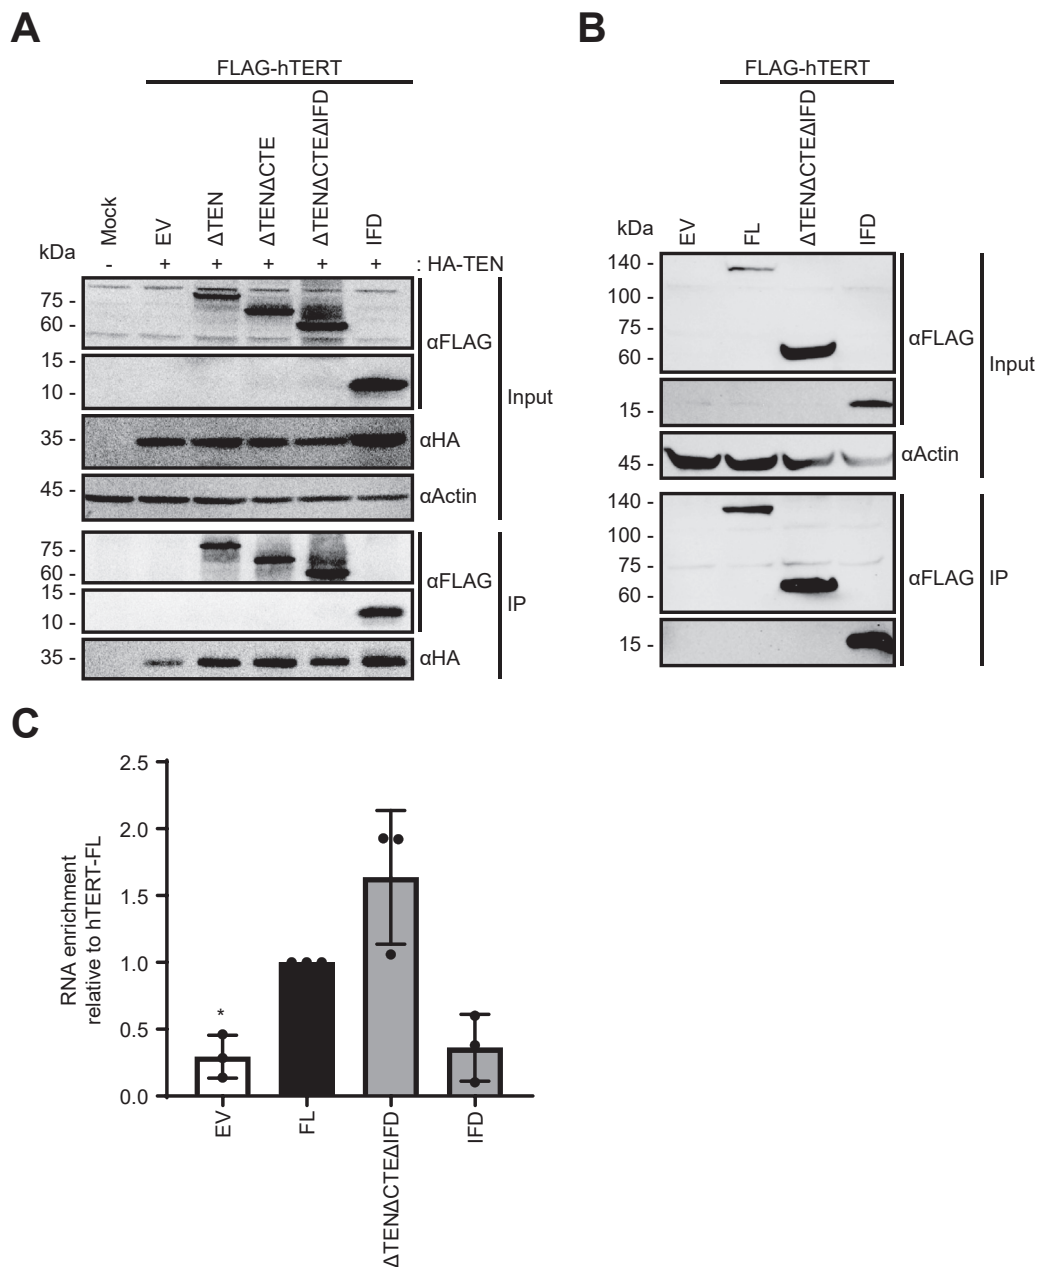 A
FLAG-hTERT
Mock
EV
ΔTEN
ΔTENΔCTE
ΔTENΔCTEΔIFD
IFD
kDa
- + + + + + : HA-TEN
75 -
60 -
αFLAG
15 -
10 -
Input
35 -
αHA
45 -
αActin
75 -
60 -
αFLAG
15 -
10 -
IP
35 -
αHA
B
FLAG-hTERT
kDa
EV
FL
ΔTENΔCTEΔIFD
IFD
140 -
100 -
75 -
60 -
αFLAG
Input
15 -
45 -
αActin
140 -
100 -
75 -
60 -
αFLAG
IP
15 -
C
RNA enrichment
relative to hTERT-FL
2.5
2.0
1.5
1.0
0.5
0.0
*
EV
FL
ΔTENΔCTEΔIFD
IFD